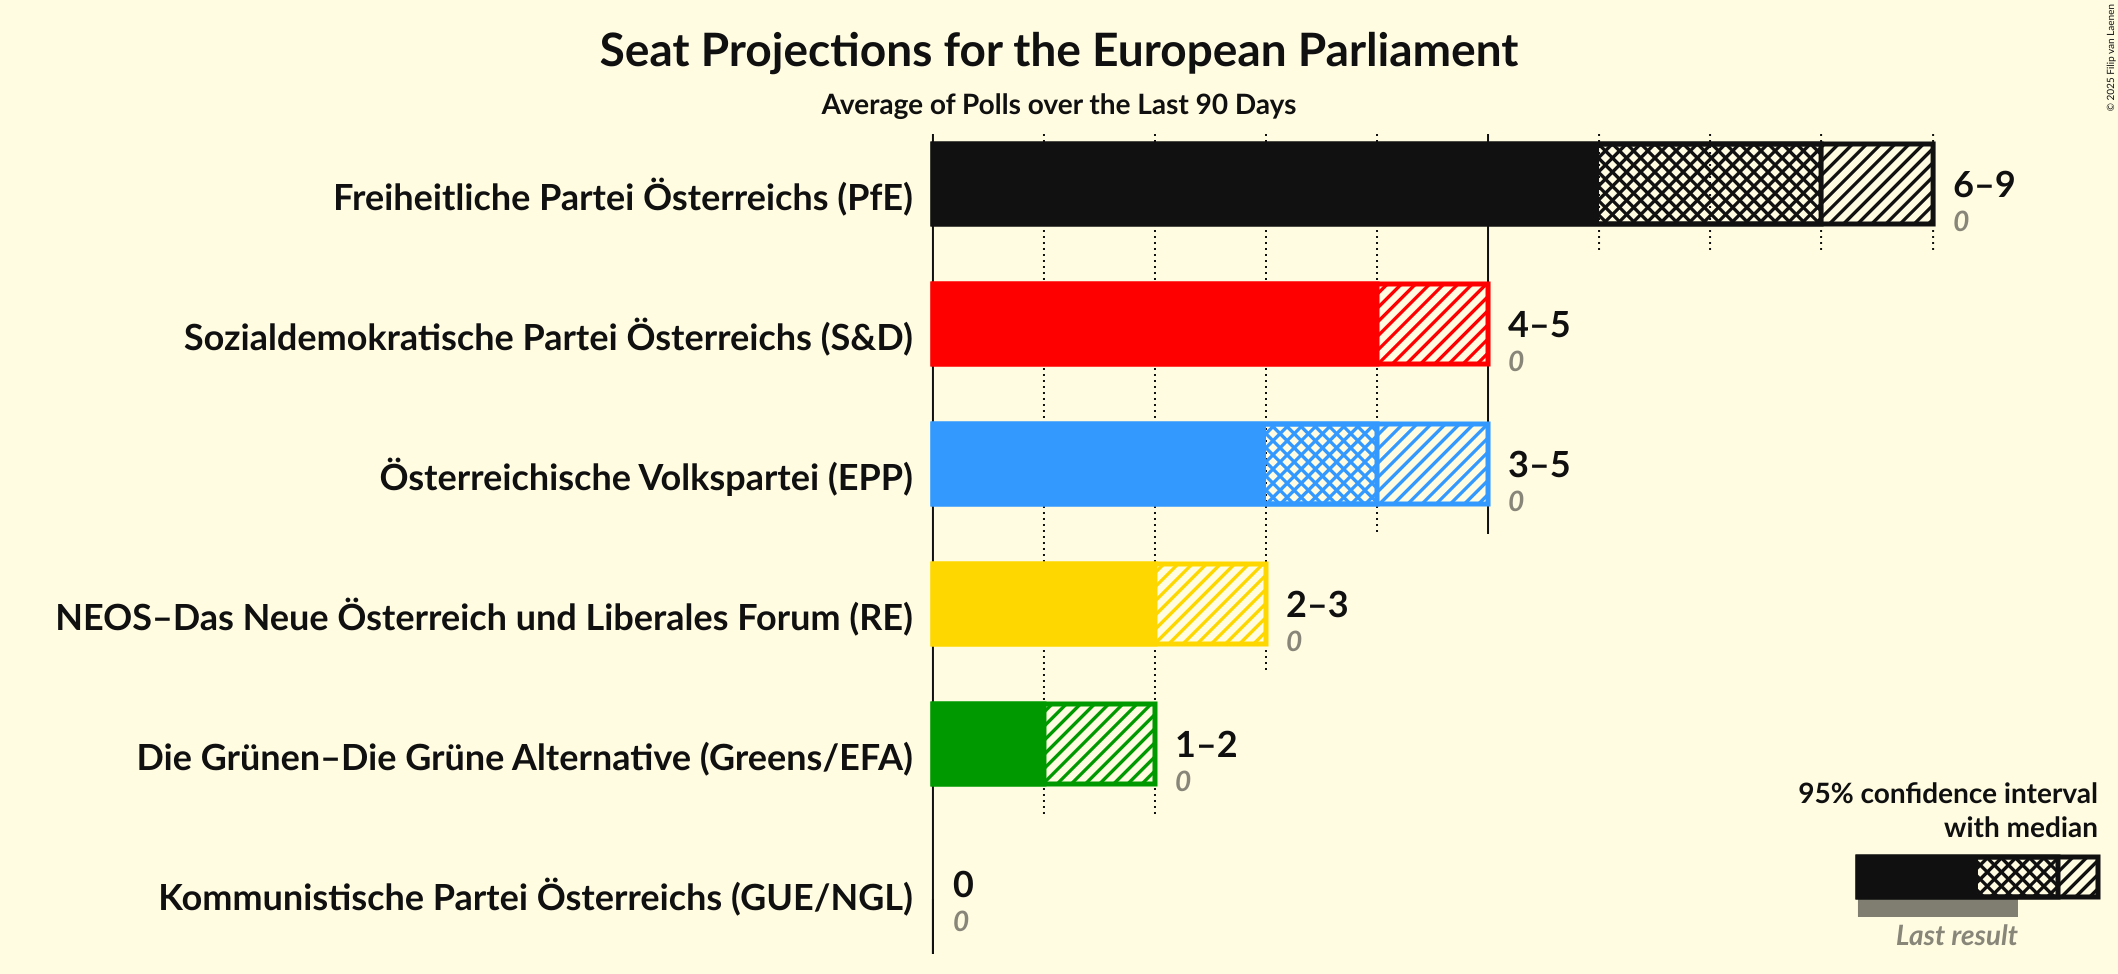 Seat Projections for the European Parliament
Average of Polls over the Last 90 Days
© 2025 Filip van Laenen
Freiheitliche Partei Österreichs (PfE)
6–9
0
Sozialdemokratische Partei Österreichs (S&D)
4–5
0
Österreichische Volkspartei (EPP)
3–5
0
NEOS–Das Neue Österreich und Liberales Forum (RE)
2–3
0
Die Grünen–Die Grüne Alternative (Greens/EFA)
1–2
0
Kommunistische Partei Österreichs (GUE/NGL)
0
0
95% confidence interval
with median
Last result